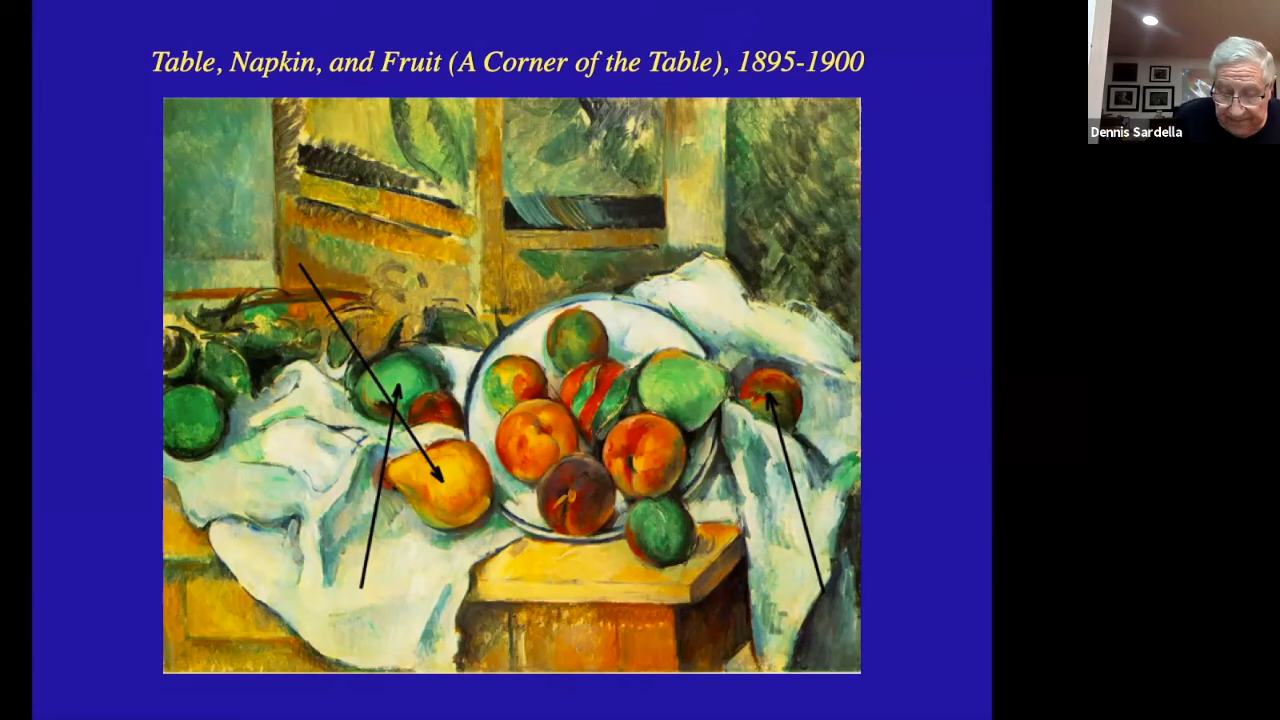 Table, Napkin, and Fruit (A Corner of the Table), 1895-1900
Dennis Sardella